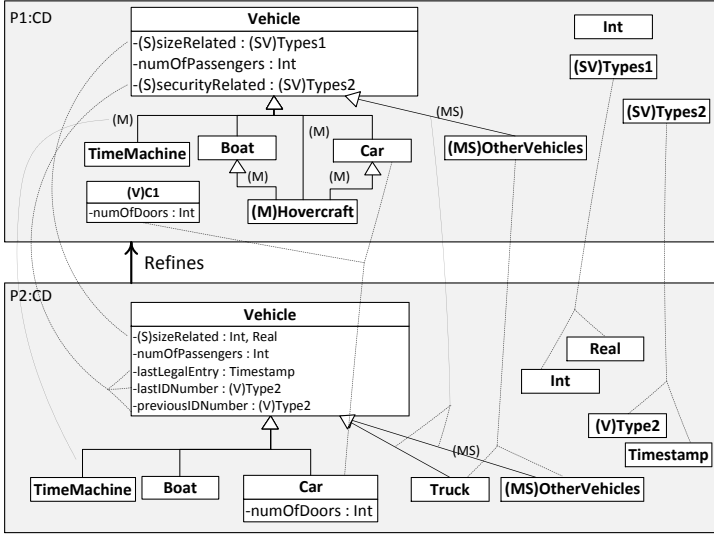 P1:CD
Vehicle
-(S)sizeRelated : (SV)Types1
-numOfPassengers : Int
-(S)securityRelated : (SV)Types2
Int
(SV)Types1
(SV)Types2
(M)
(M)
(MS)
TimeMachine
Boat
Car
(MS)OtherVehicles
(M)
(M)
(V)C1
-numOfDoors : Int
(M)Hovercraft
Refines
P2:CD
Vehicle
-(S)sizeRelated : Int, Real
-numOfPassengers : Int
-lastLegalEntry : Timestamp
-lastIDNumber : (V)Type2
-previousIDNumber : (V)Type2
Real
Int
(V)Type2
Timestamp
(MS)
TimeMachine
Boat
Car
-numOfDoors : Int
Truck
(MS)OtherVehicles